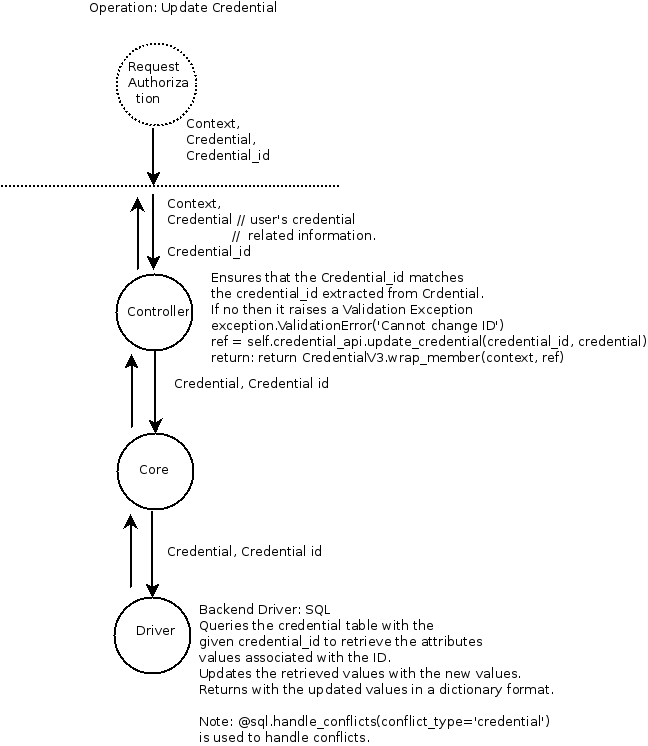 Operation: Update Credential
Request
Authoriza
tion
Context,
Credential,
Credential_id
Context,
Credential // user's credential
// related information.
Credential_id
Ensures that the Credential_id matches
the credential_id extracted from Crdential.
If no then it raises a Validation Exception
exception.ValidationError('Cannot change ID')
ref = self.credential_api.update_credential(credential_id, credential)
return: return CredentialV3.wrap_member(context, ref)
Controller
Credential, Credential id
Core
Credential, Credential id
Driver
Backend Driver: SQL
Queries the credential table with the
given credential_id to retrieve the attributes
values associated with the ID.
Updates the retrieved values with the new values.
Returns with the updated values in a dictionary format.
Note: @sql.handle_conflicts(conflict_type='credential')
is used to handle conflicts.